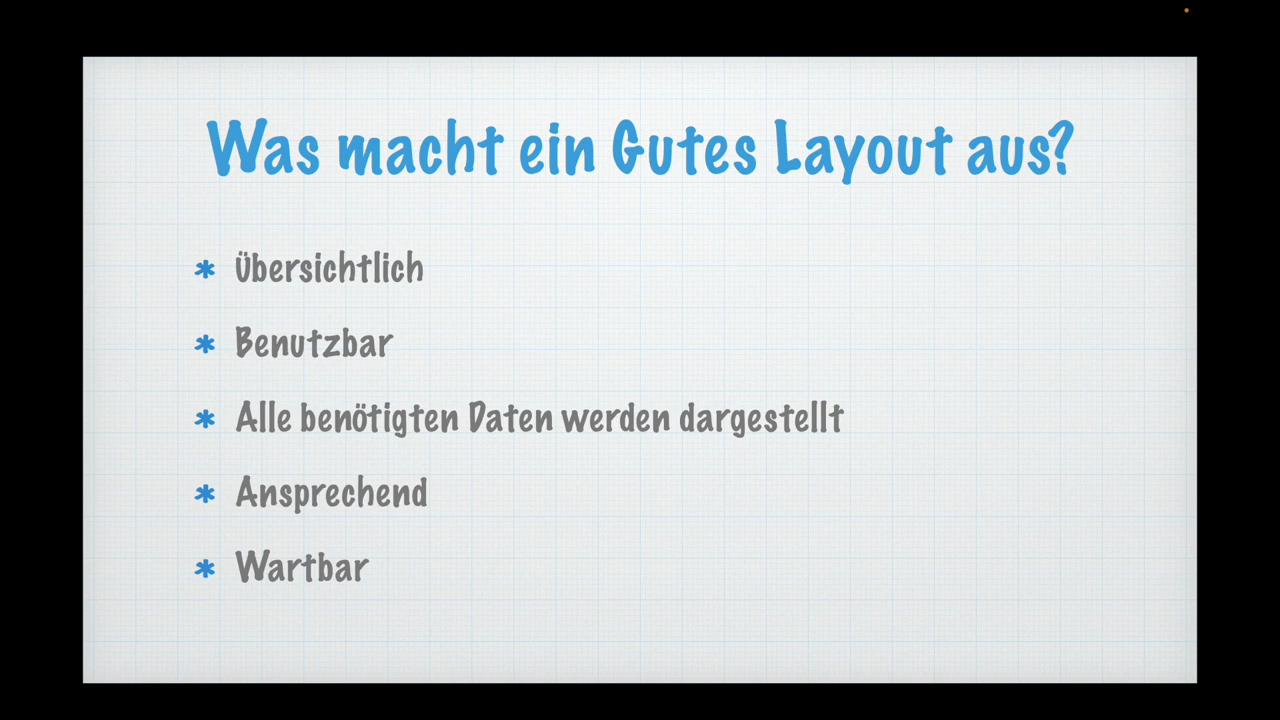 Was macht ein Gutes Layout aus?
* übersichtlich
* Benutzbar
* Alle benötigten Daten werden dargestellt
* Ansprechend
* Wartbar